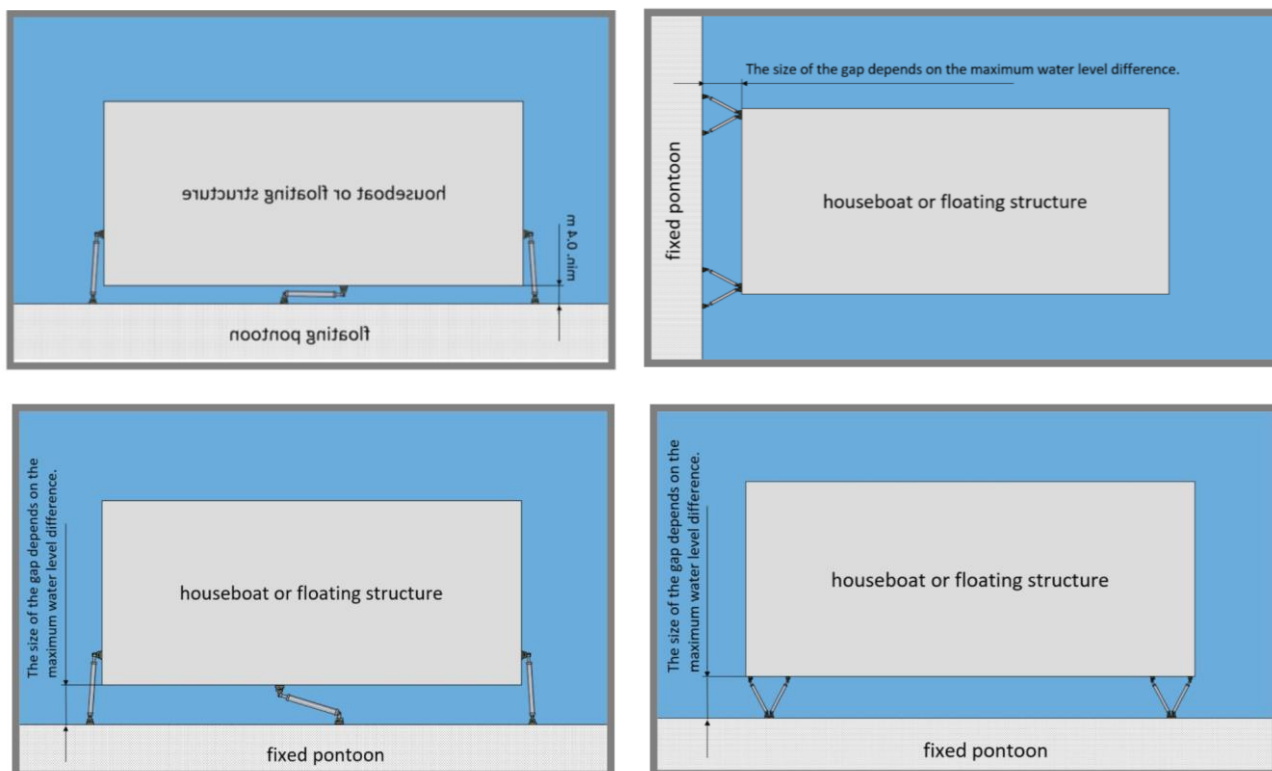 houseboat or floating structure
min. 0.4 m
floating pontoon
The size of the gap depends on the maximum water level difference.
fixed pontoon
houseboat or floating structure
The size of the gap depends on the
maximum water level difference.
houseboat or floating structure
fixed pontoon
The size of the gap depends on the
maximum water level difference.
houseboat or floating structure
fixed pontoon